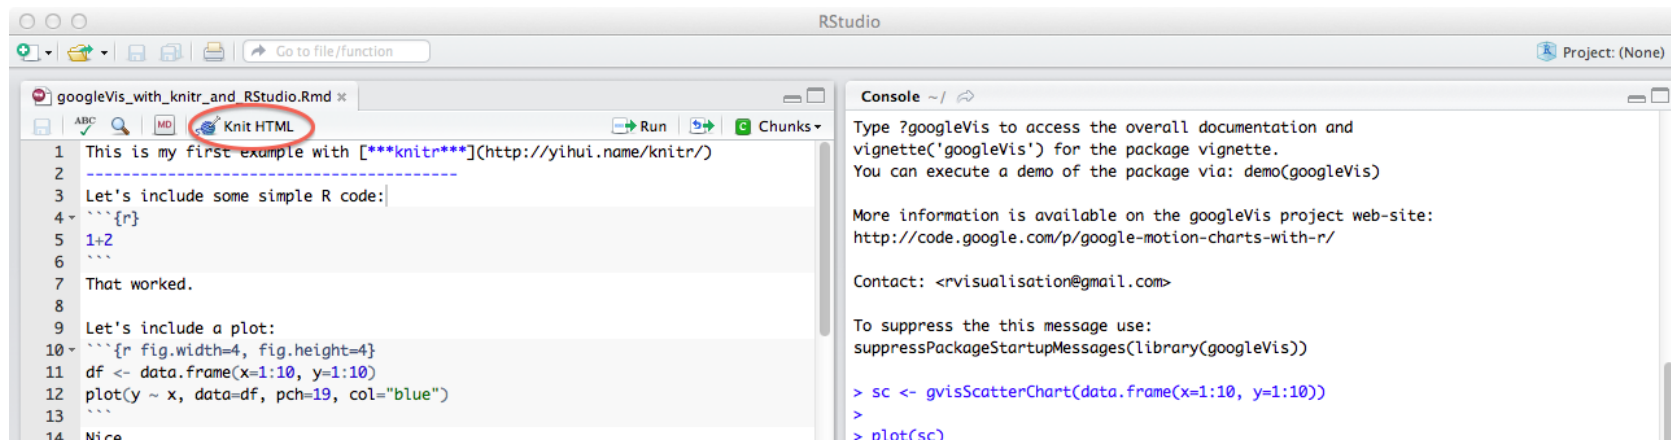 RStudio
Go to file/function
Project: (None)
googleVis_with_knitr_and_RStudio.Rmd
ABC
MD
Knit HTML
Run
Chunks
1 This is my first example with [***knitr***](http://yihui.name/knitr/)
2 -----------------------------------------
3 Let's include some simple R code:
4 ```{r}
5 1+2
6 ```
7 That worked.
8
9 Let's include a plot:
10 ```{r fig.width=4, fig.height=4}
11 df <- data.frame(x=1:10, y=1:10)
12 plot(y ~ x, data=df, pch=19, col="blue")
13 ```
14 Nice
Console ~/
Type ?googleVis to access the overall documentation and
vignette('googleVis') for the package vignette.
You can execute a demo of the package via: demo(googleVis)
More information is available on the googleVis project web-site:
http://code.google.com/p/google-motion-charts-with-r/
Contact: <rvisualisation@gmail.com>
To suppress the this message use:
suppressPackageStartupMessages(library(googleVis))
> sc <- gvisScatterChart(data.frame(x=1:10, y=1:10))
>
> plot(sc)